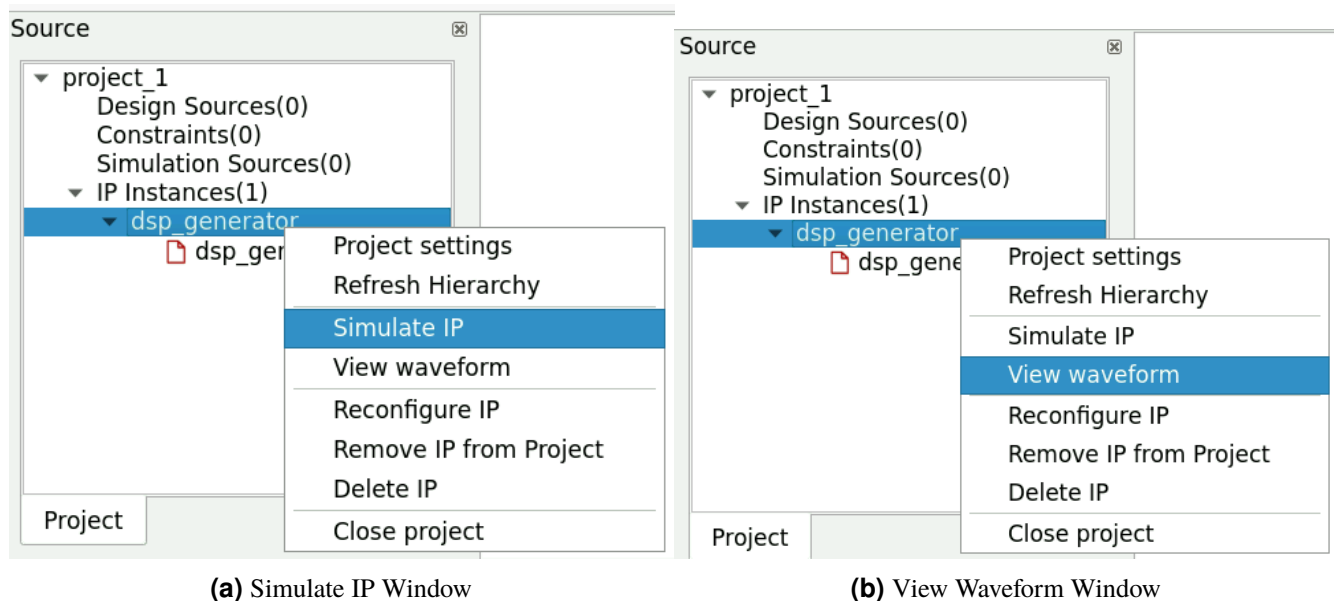 Source
project_1
Design Sources(0)
Constraints(0)
Simulation Sources(0)
IP Instances(1)
dsp_generator
dsp_ger
Project settings
Refresh Hierarchy
Simulate IP
View waveform
Reconfigure IP
Remove IP from Project
Delete IP
Close project
Project
(a) Simulate IP Window
Source
project_1
Design Sources(0)
Constraints(0)
Simulation Sources(0)
IP Instances(1)
dsp_generator
dsp_gene
Project settings
Refresh Hierarchy
Simulate IP
View waveform
Reconfigure IP
Remove IP from Project
Delete IP
Close project
Project
(b) View Waveform Window